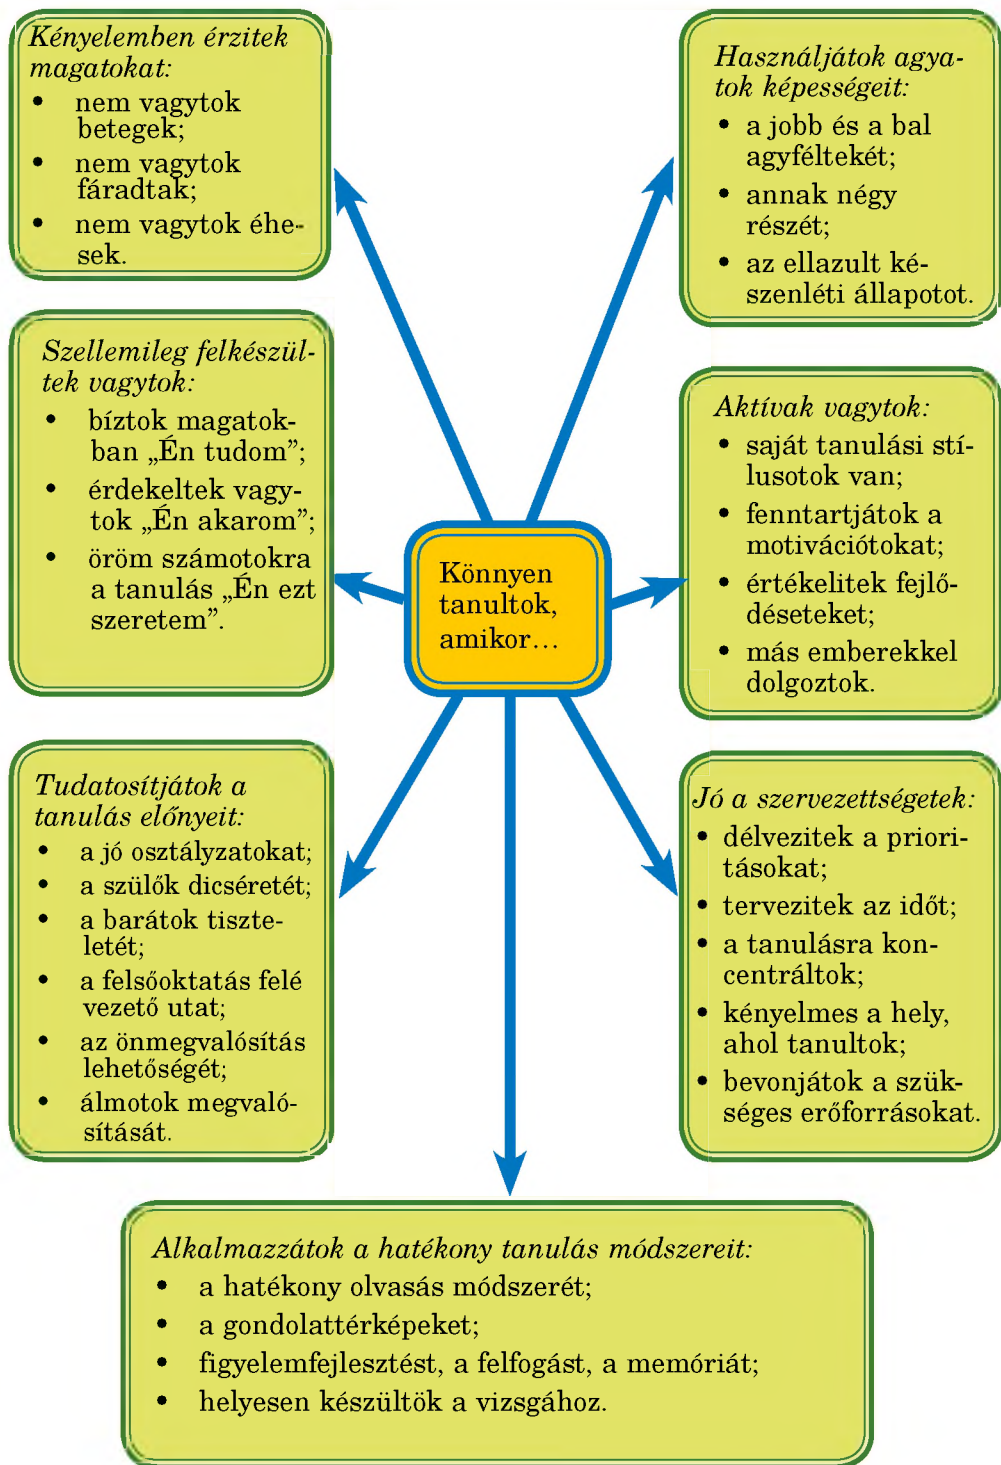 Kényelemben érzitek
magatokat:
• nem vagytok
betegek;
• nem vagytok
fáradtak;
• nem vagytok éhe-
sek.
Használjátok agya-
tok képességeit:
• a jobb és a bal
agyféltekét;
• annak négy
részét;
• az ellazult ké-
szenléti állapotot.
Szellemileg felkészül-
tek vagytok:
• bíztok magatok-
ban „Én tudom”;
• érdekeltek vagy-
tok „Én akarom”;
• öröm számotokra
a tanulás „Én ezt
szeretem”.
Aktívak vagytok:
• saját tanulási stí-
lusotok van;
• fenntartjátok a
motivációtokat;
• értékelitek fejlő-
déseteket;
• más emberekkel
dolgoztok.
Könnyen
tanultok,
amikor…
Tudatosítjátok a
tanulás előnyeit:
• a jó osztályzatokat;
• a szülők dicséretét;
• a barátok tiszte-
letét;
• a felsőoktatás felé
vezető utat;
• az önmegvalósítás
lehetőségét;
• álmotok megvaló-
sítását.
Jó a szervezettségetek:
• délvezitek a priori-
tásokat;
• tervezitek az időt;
• a tanulásra kon-
centráltok;
• kényelmes a hely,
ahol tanultok;
• bevonjátok a szük-
séges erőforrásokat.
Alkalmazzátok a hatékony tanulás módszereit:
• a hatékony olvasás módszerét;
• a gondolattérképeket;
• figyelemfejlesztést, a felfogást, a memóriát;
• helyesen készültök a vizsgához.